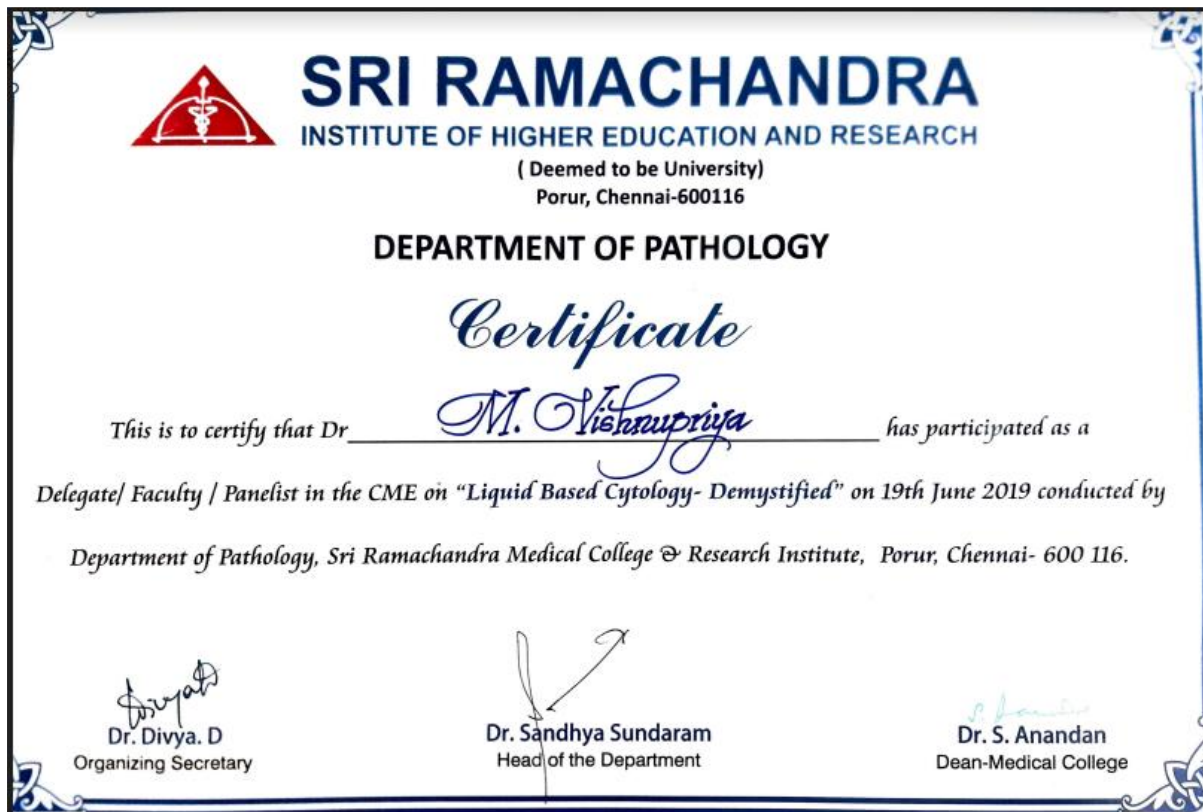 SRI RAMACHANDRA
INSTITUTE OF HIGHER EDUCATION AND RESEARCH
( Deemed to be University)
Porur, Chennai-600116
DEPARTMENT OF PATHOLOGY
Certificate
This is to certify that Dr M. Vishnupriya has participated as a
Delegate/ Faculty / Panelist in the CME on "Liquid Based Cytology- Demystified" on 19th June 2019 conducted by
Department of Pathology, Sri Ramachandra Medical College & Research Institute, Porur, Chennai- 600 116.
Dr. Divya. D
Organizing Secretary
Dr. Sandhya Sundaram
Head of the Department
Dr. S. Anandan
Dean-Medical College